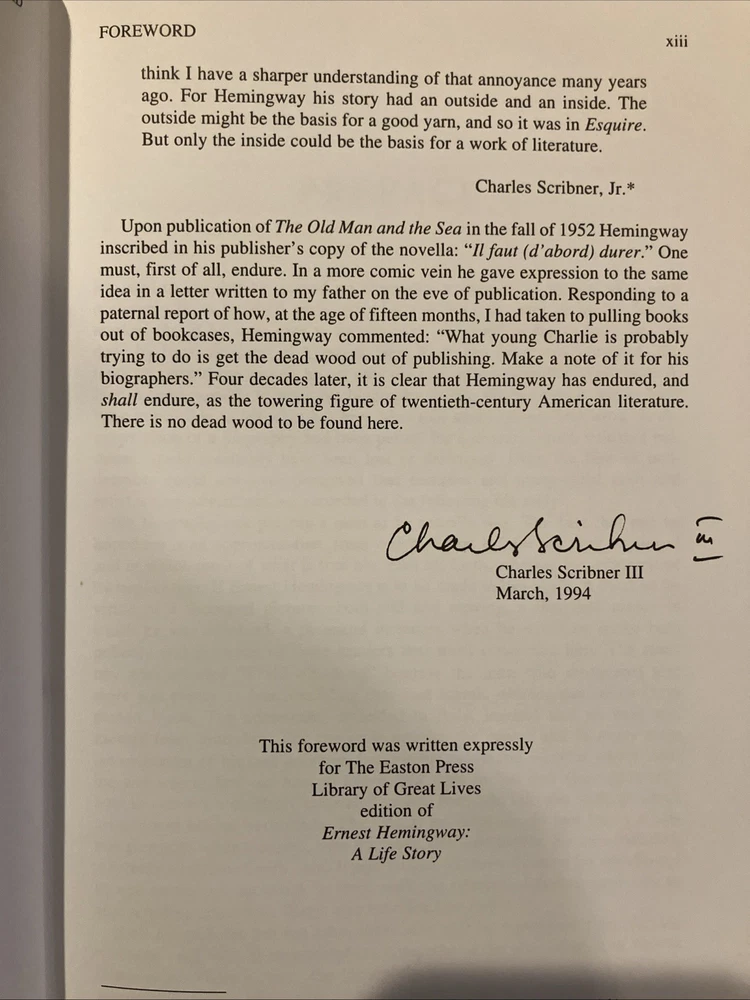 FOREWORD
xiii
think I have a sharper understanding of that annoyance many years
ago. For Hemingway his story had an outside and an inside. The
outside might be the basis for a good yarn, and so it was in Esquire.
But only the inside could be the basis for a work of literature.
Charles Scribner, Jr.*
Upon publication of The Old Man and the Sea in the fall of 1952 Hemingway
inscribed in his publisher's copy of the novella: “Il faut (d'abord) durer.” One
must, first of all, endure. In a more comic vein he gave expression to the same
idea in a letter written to my father on the eve of publication. Responding to a
paternal report of how, at the age of fifteen months, I had taken to pulling books
out of bookcases, Hemingway commented: “What young Charlie is probably
trying to do is get the dead wood out of publishing. Make a note of it for his
biographers.” Four decades later, it is clear that Hemingway has endured, and
shall endure, as the towering figure of twentieth-century American literature.
There is no dead wood to be found here.
Charles Scribner III
Charles Scribner III
March, 1994
This foreword was written expressly
for The Easton Press
Library of Great Lives
edition of
Ernest Hemingway:
A Life Story